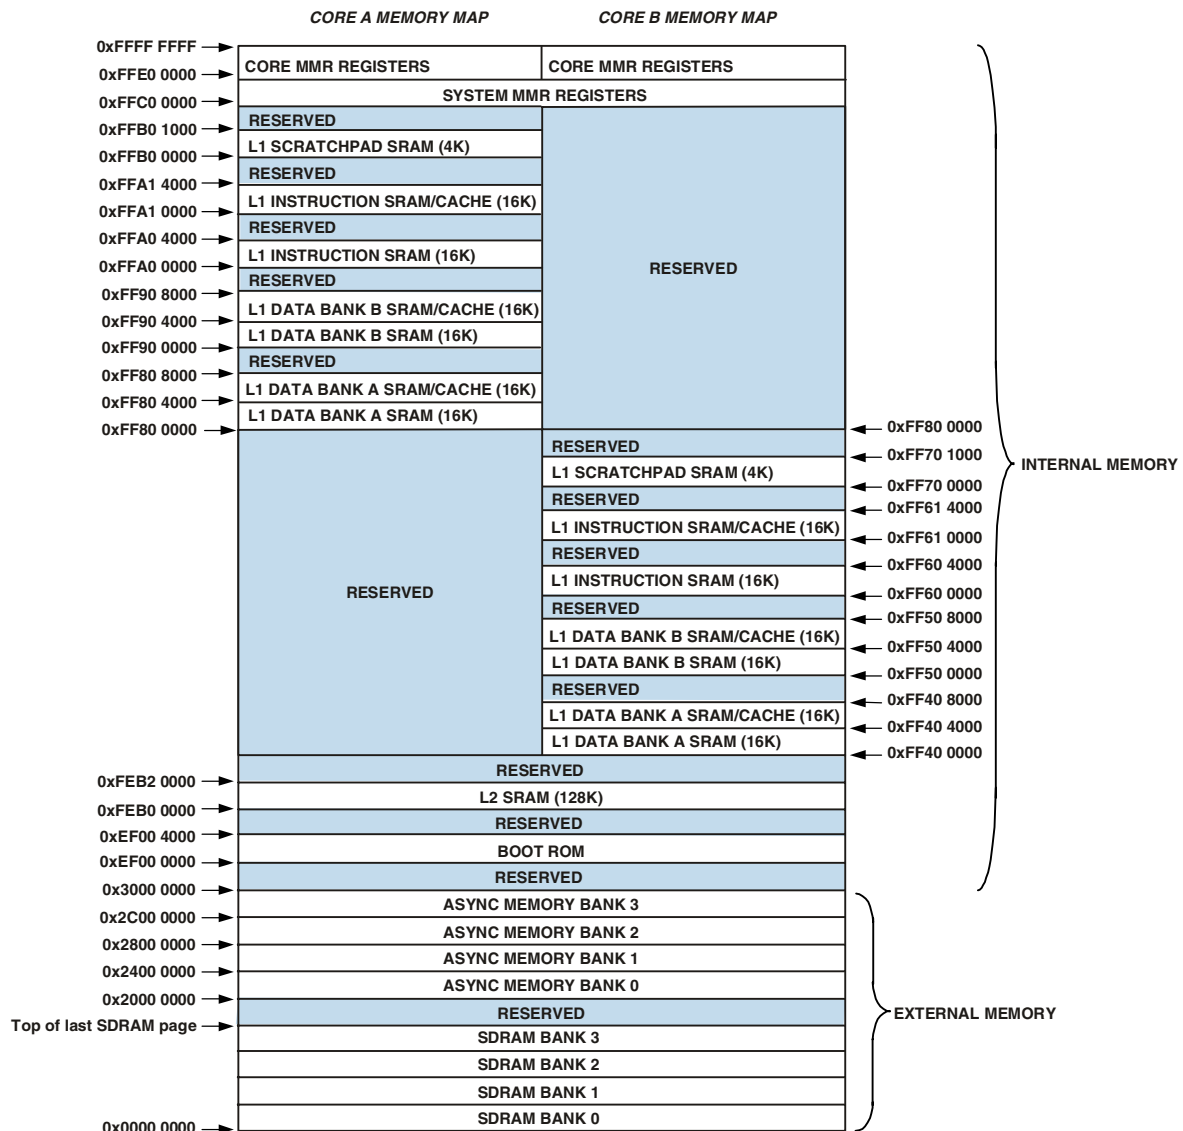 CORE A MEMORY MAP
CORE B MEMORY MAP
0xFFFF FFFF
CORE MMR REGISTERS
CORE MMR REGISTERS
0xFFE0 0000
SYSTEM MMR REGISTERS
0xFFC0 0000
RESERVED
0xFFB0 1000
L1 SCRATCHPAD SRAM (4K)
0xFFB0 0000
RESERVED
0xFFA1 4000
L1 INSTRUCTION SRAM/CACHE (16K)
0xFFA1 0000
RESERVED
0xFFA0 4000
L1 INSTRUCTION SRAM (16K)
0xFFA0 0000
RESERVED
RESERVED
0xFF90 8000
L1 DATA BANK B SRAM/CACHE (16K)
0xFF90 4000
L1 DATA BANK B SRAM (16K)
0xFF90 0000
RESERVED
0xFF80 8000
L1 DATA BANK A SRAM/CACHE (16K)
0xFF80 4000
L1 DATA BANK A SRAM (16K)
0xFF80 0000
0xFF80 0000
RESERVED
0xFF70 1000
L1 SCRATCHPAD SRAM (4K)
INTERNAL MEMORY
0xFF70 0000
RESERVED
0xFF61 4000
L1 INSTRUCTION SRAM/CACHE (16K)
0xFF61 0000
RESERVED
0xFF60 4000
L1 INSTRUCTION SRAM (16K)
RESERVED
0xFF60 0000
RESERVED
0xFF50 8000
L1 DATA BANK B SRAM/CACHE (16K)
0xFF50 4000
L1 DATA BANK B SRAM (16K)
0xFF50 0000
RESERVED
0xFF40 8000
L1 DATA BANK A SRAM/CACHE (16K)
0xFF40 4000
L1 DATA BANK A SRAM (16K)
0xFF40 0000
RESERVED
0xFEB2 0000
L2 SRAM (128K)
0xFEB0 0000
RESERVED
0xEF00 4000
BOOT ROM
0xEF00 0000
RESERVED
0x3000 0000
ASYNC MEMORY BANK 3
0x2C00 0000
ASYNC MEMORY BANK 2
0x2800 0000
ASYNC MEMORY BANK 1
0x2400 0000
ASYNC MEMORY BANK 0
0x2000 0000
RESERVED
EXTERNAL MEMORY
Top of last SDRAM page
SDRAM BANK 3
SDRAM BANK 2
SDRAM BANK 1
SDRAM BANK 0
0x0000 0000